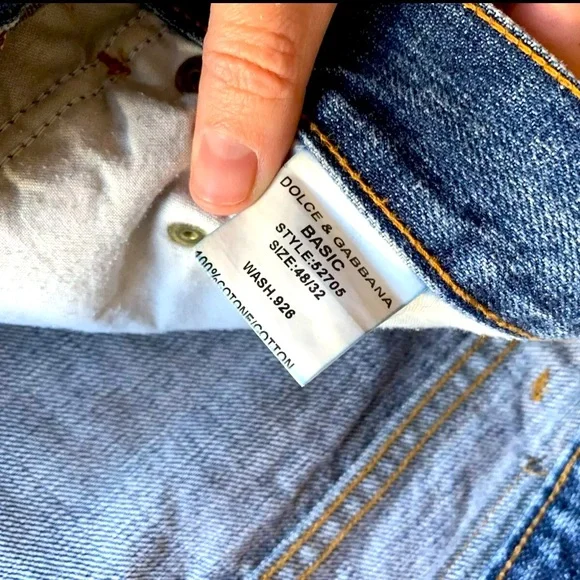 DOLCE & GABBANA
BASIC
STYLE:52705
SIZE:48/32
WASH.926
100%COTONE/COTTON